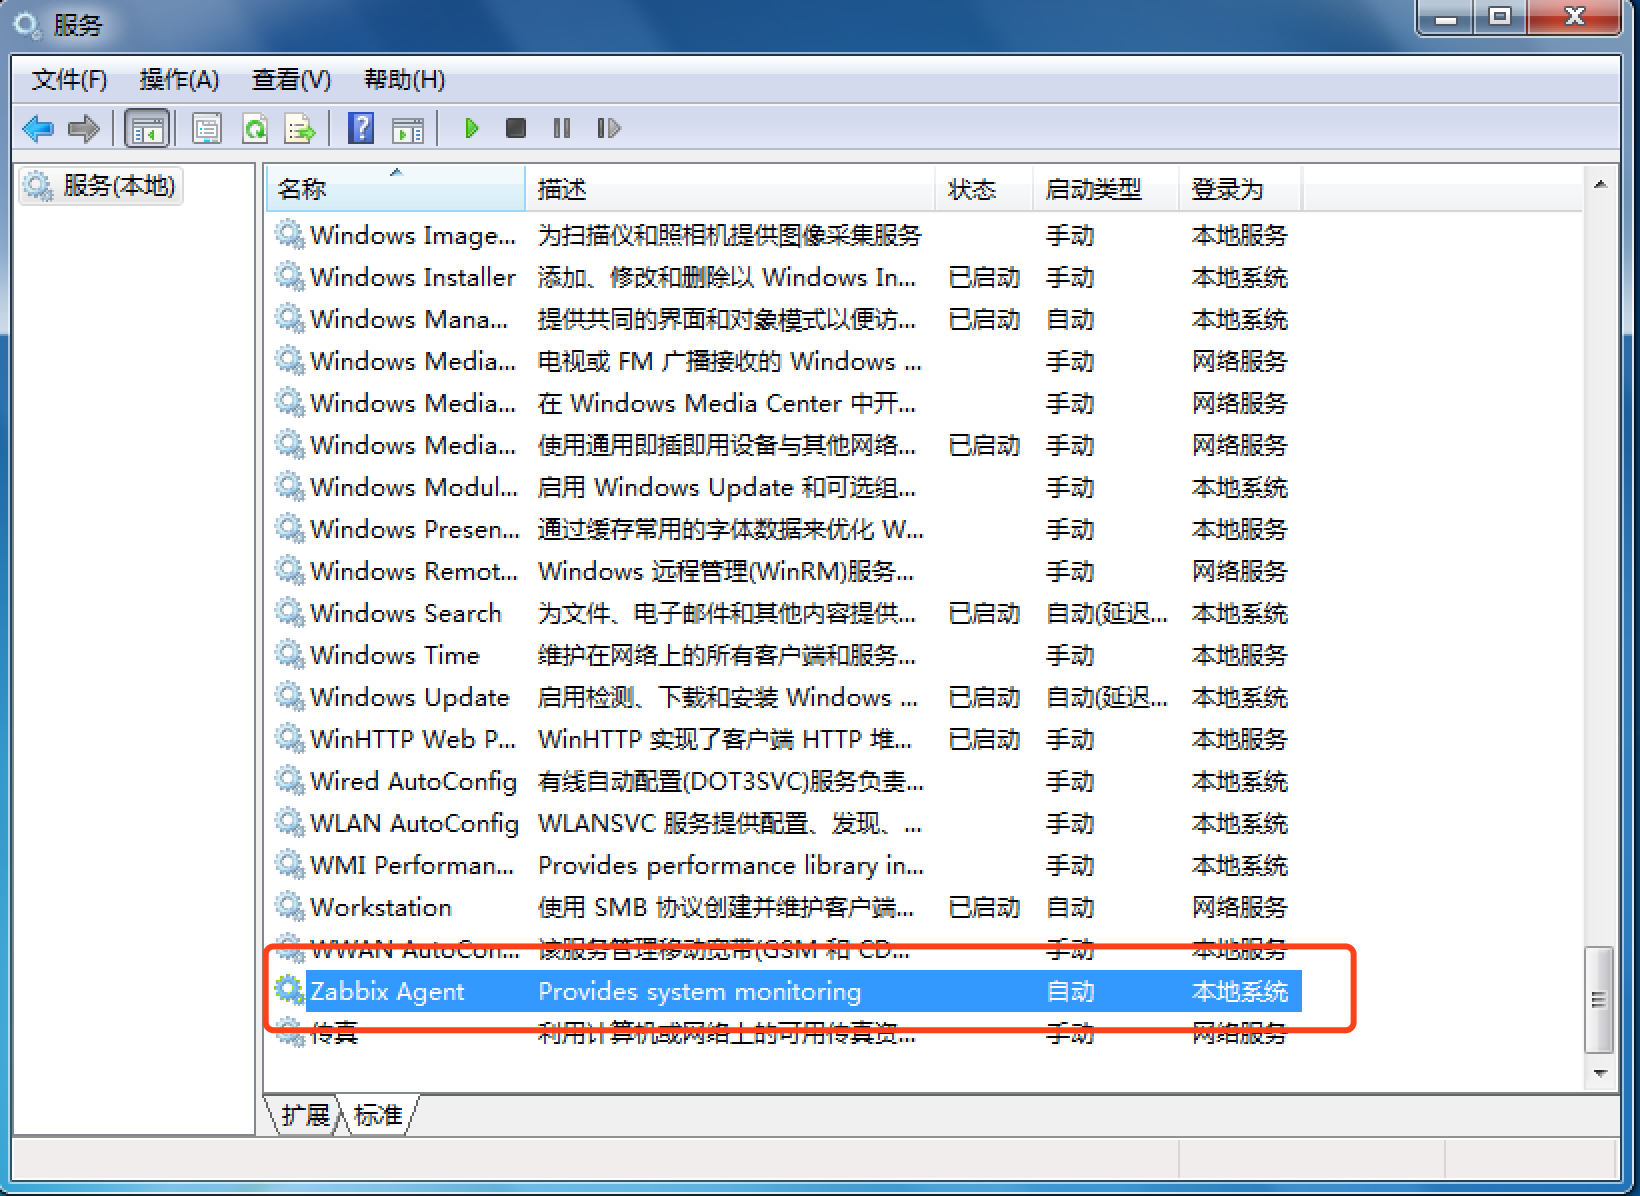 服务
文件(F) 操作(A) 查看(V) 帮助(H)
服务(本地)
名称 描述 状态 启动类型 登录为
Windows Image... 为扫描仪和照相机提供图像采集服务 手动 本地服务
Windows Installer 添加、修改和删除以 Windows In... 已启动 手动 本地系统
Windows Mana... 提供共同的界面和对象模式以便访... 已启动 自动 本地系统
Windows Media... 电视或 FM 广播接收的 Windows ... 手动 网络服务
Windows Media... 在 Windows Media Center 中开... 手动 网络服务
Windows Media... 使用通用即插即用设备与其他网络... 已启动 手动 网络服务
Windows Modul... 启用 Windows Update 和可选组... 手动 本地系统
Windows Presen... 通过缓存常用的字体数据来优化 W... 手动 本地服务
Windows Remot... Windows 远程管理(WinRM)服务... 手动 网络服务
Windows Search 为文件、电子邮件和其他内容提供... 已启动 自动(延迟... 本地系统
Windows Time 维护在网络上的所有客户端和服务... 手动 本地服务
Windows Update 启用检测、下载和安装 Windows ... 已启动 自动(延迟... 本地系统
WinHTTP Web P... WinHTTP 实现了客户端 HTTP 堆... 已启动 手动 本地服务
Wired AutoConfig 有线自动配置(DOT3SVC)服务负责... 手动 本地系统
WLAN AutoConfig WLANSVC 服务提供配置、发现、... 手动 本地系统
WMI Performan... Provides performance library in... 手动 本地系统
Workstation 使用 SMB 协议创建并维护客户端... 已启动 自动 网络服务
WWAN AutoCon... 该服务管理移动宽带(GSM 和 CD... 手动 本地服务
Zabbix Agent Provides system monitoring 自动 本地系统
传真 利用计算机或网络上的可用传真资... 手动 网络服务
扩展 标准